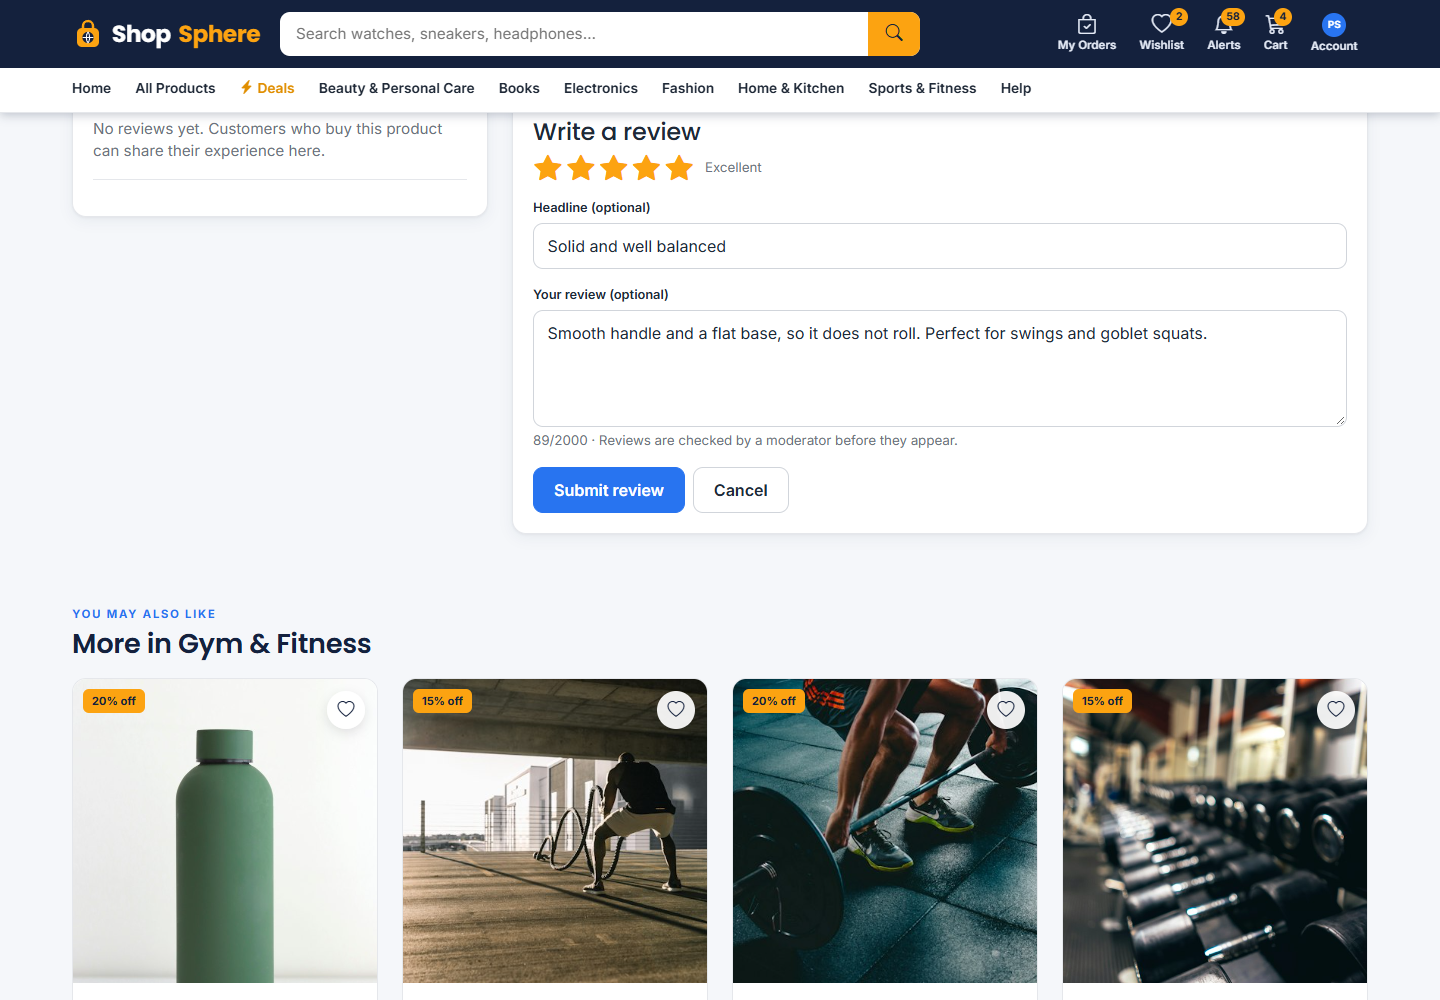 Shop Sphere
Search watches, sneakers, headphones...
My Orders
2
Wishlist
58
Alerts
4
Cart
PS
Account
Home
All Products
Deals
Beauty & Personal Care
Books
Electronics
Fashion
Home & Kitchen
Sports & Fitness
Help
No reviews yet. Customers who buy this product
can share their experience here.
Write a review
Excellent
Headline (optional)
Solid and well balanced
Your review (optional)
Smooth handle and a flat base, so it does not roll. Perfect for swings and goblet squats.
89/2000 · Reviews are checked by a moderator before they appear.
Submit review
Cancel
YOU MAY ALSO LIKE
More in Gym & Fitness
20% off
15% off
20% off
15% off